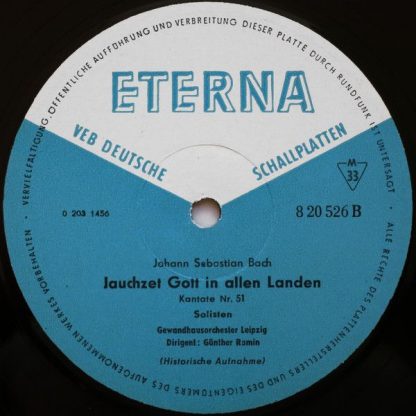 VERVIELFÄLTIGUNG, ÖFFENTLICHE AUFFÜHRUNG UND VERBREITUNG DIESER PLATTE DURCH RUNDFUNK IST UNTERSAGT · ALLE RECHTE DES PLATTENHERSTELLERS UND DES EIGENTÜMERS DES AUFGENOMMENEN WERKES VORBEHALTEN ·
ETERNA
VEB DEUTSCHE SCHALLPLATTEN
M
33
0 203 1456
8 20 526 B
Johann Sebastian Bach
Jauchzet Gott in allen Landen
Kantate Nr. 51
Solisten
Gewandhausorchester Leipzig
Dirigent: Günther Ramin
(Historische Aufnahme)